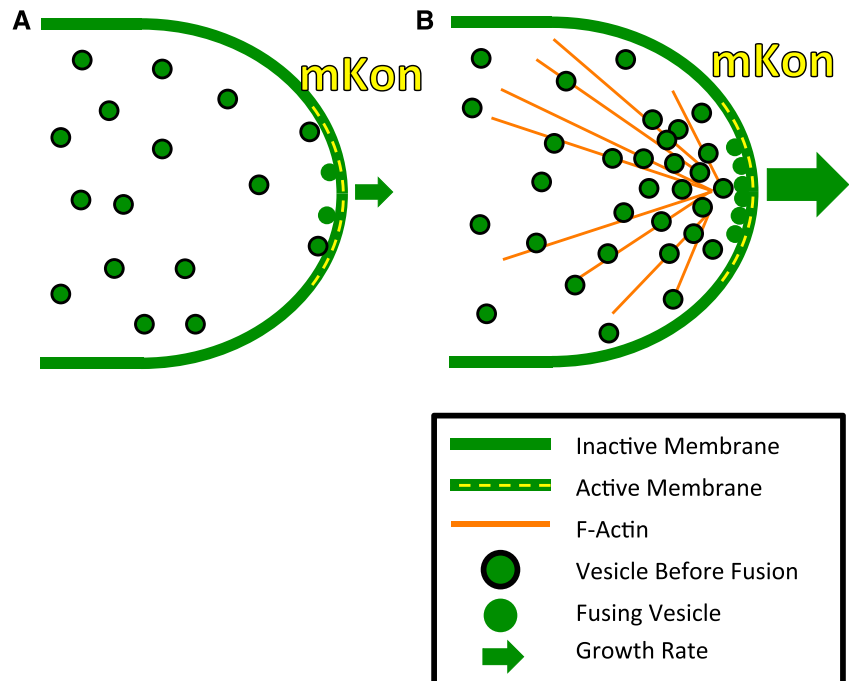 A
mKon
B
mKon
Inactive Membrane
Active Membrane
F-Actin
Vesicle Before Fusion
Fusing Vesicle
Growth Rate